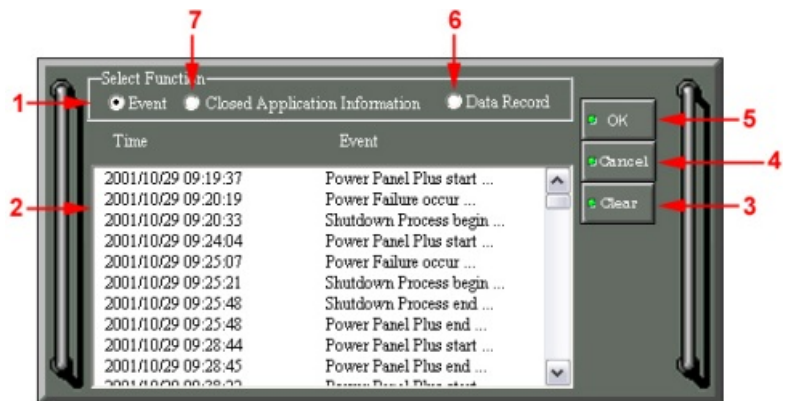 7 6
Select Function
1 Event Closed Application Information Data Record
OK 5
Time Event
Cancel 4
2001/10/29 09:19:37 Power Panel Plus start ...
2001/10/29 09:20:19 Power Failure occur ...
2 Clear 3
2001/10/29 09:20:33 Shutdown Process begin ...
2001/10/29 09:24:04 Power Panel Plus start ...
2001/10/29 09:25:07 Power Failure occur ...
2001/10/29 09:25:21 Shutdown Process begin ...
2001/10/29 09:25:48 Shutdown Process end ...
2001/10/29 09:25:48 Power Panel Plus end ...
2001/10/29 09:28:44 Power Panel Plus start ...
2001/10/29 09:28:45 Power Panel Plus end ...
Power Panel Plus start